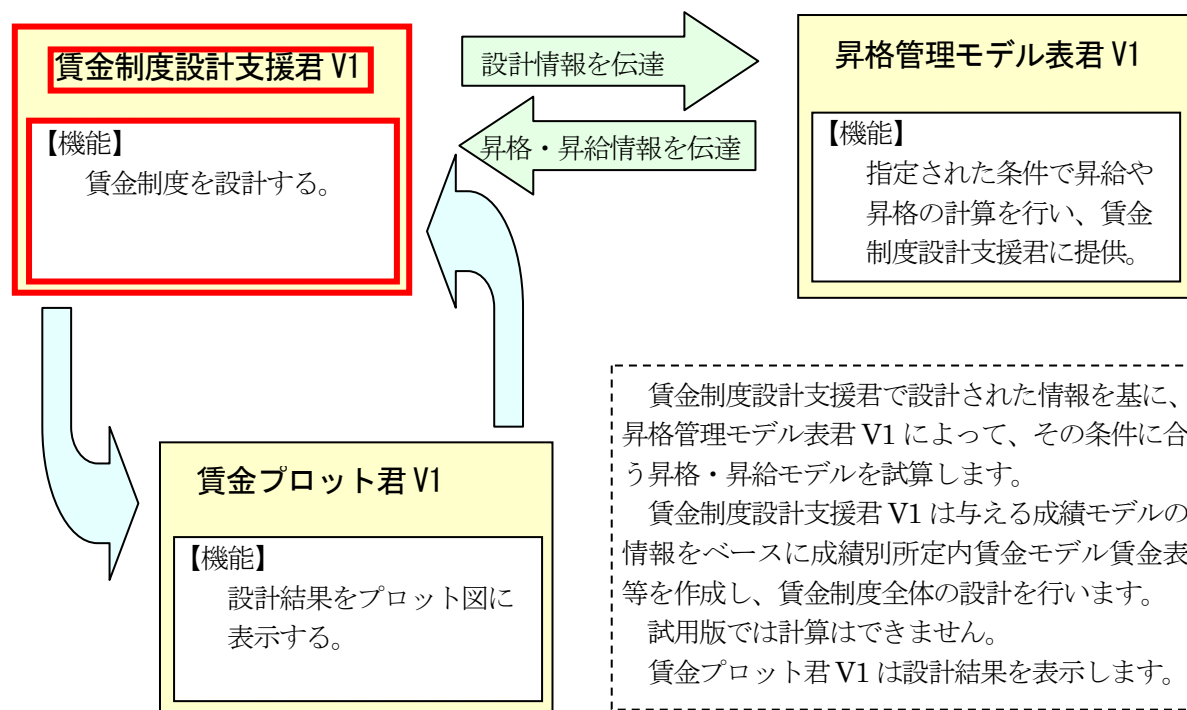 賃金制度設計支援君 V1
【機能】
賃金制度を設計する。
設計情報を伝達
昇格・昇給情報を伝達
昇格管理モデル表君 V1
【機能】
指定された条件で昇給や
昇格の計算を行い、賃金
制度設計支援君に提供。
賃金プロット君 V1
【機能】
設計結果をプロット図に
表示する。
賃金制度設計支援君で設計された情報を基に、
昇格管理モデル表君 V1 によって、その条件に合
う昇格・昇給モデルを試算します。
賃金制度設計支援君 V1 は与える成績モデルの
情報をベースに成績別所定内賃金モデル賃金表
等を作成し、賃金制度全体の設計を行います。
試用版では計算はできません。
賃金プロット君 V1 は設計結果を表示します。